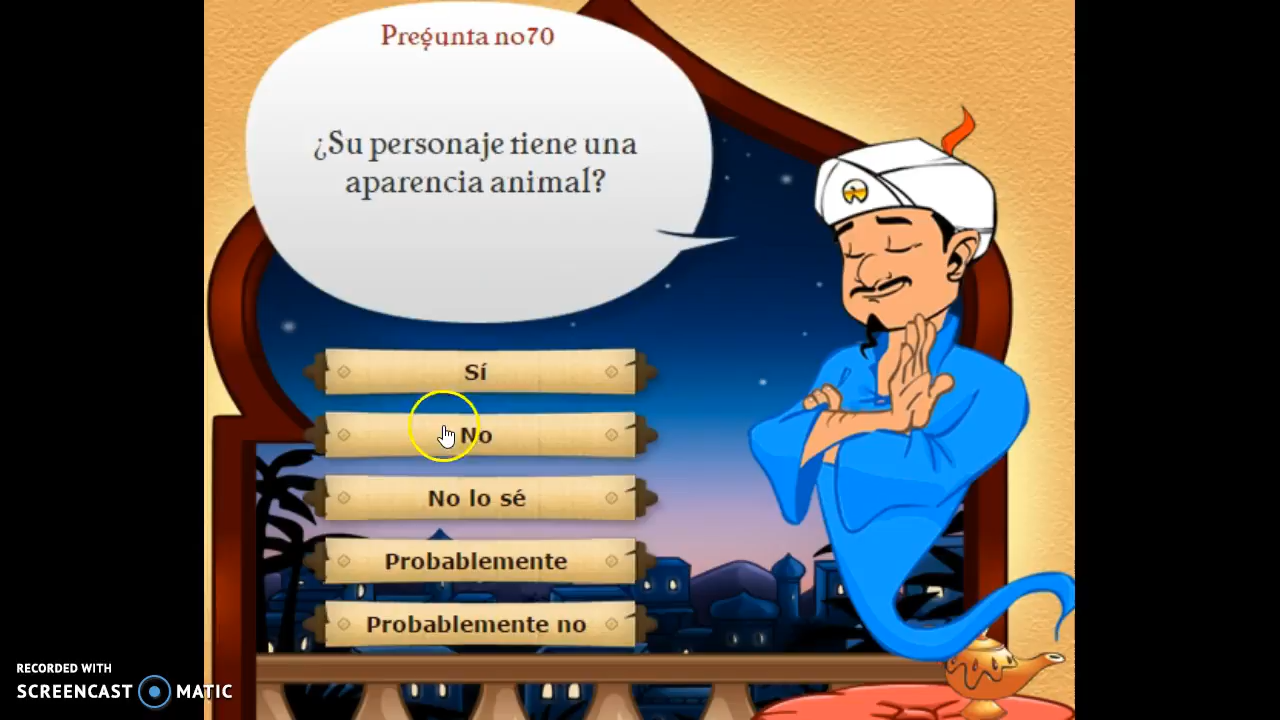 Pregunta no70
¿Su personaje tiene una
aparencia animal?
Sí
No
No lo sé
Probablemente
Probablemente no
RECORDED WITH
SCREENCAST MATIC